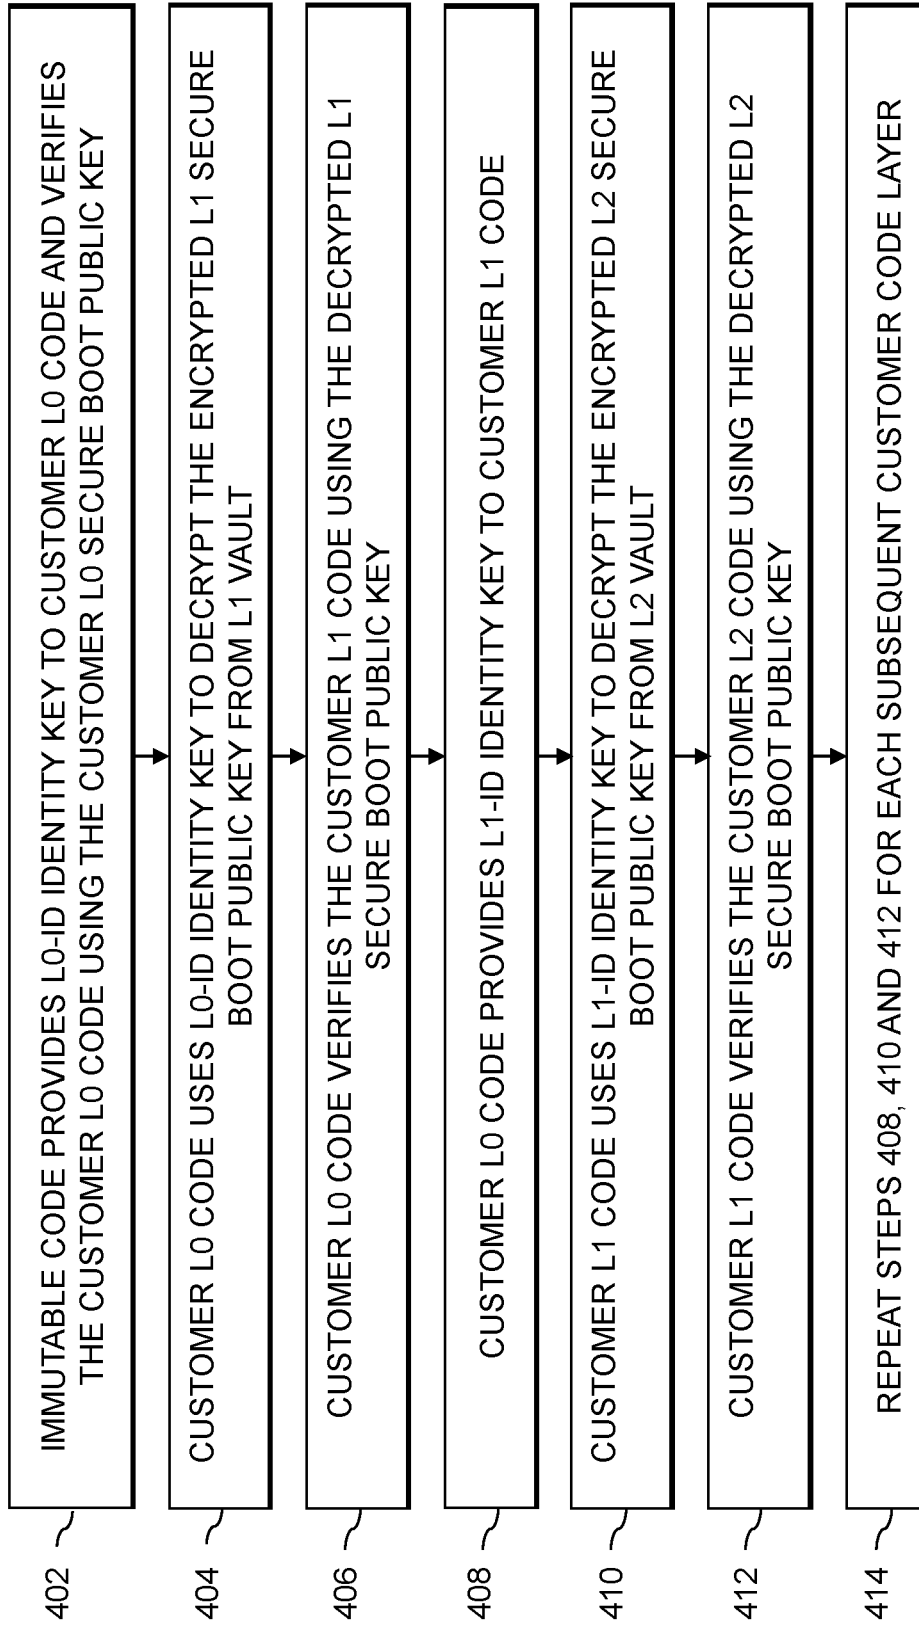 402
IMMUTABLE CODE PROVIDES L0-ID IDENTITY KEY TO CUSTOMER L0 CODE AND VERIFIES
THE CUSTOMER L0 CODE USING THE CUSTOMER L0 SECURE BOOT PUBLIC KEY
404
CUSTOMER L0 CODE USES L0-ID IDENTITY KEY TO DECRYPT THE ENCRYPTED L1 SECURE
BOOT PUBLIC KEY FROM L1 VAULT
406
CUSTOMER L0 CODE VERIFIES THE CUSTOMER L1 CODE USING THE DECRYPTED L1
SECURE BOOT PUBLIC KEY
408
CUSTOMER L0 CODE PROVIDES L1-ID IDENTITY KEY TO CUSTOMER L1 CODE
410
CUSTOMER L1 CODE USES L1-ID IDENTITY KEY TO DECRYPT THE ENCRYPTED L2 SECURE
BOOT PUBLIC KEY FROM L2 VAULT
412
CUSTOMER L1 CODE VERIFIES THE CUSTOMER L2 CODE USING THE DECRYPTED L2
SECURE BOOT PUBLIC KEY
414
REPEAT STEPS 408, 410 AND 412 FOR EACH SUBSEQUENT CUSTOMER CODE LAYER